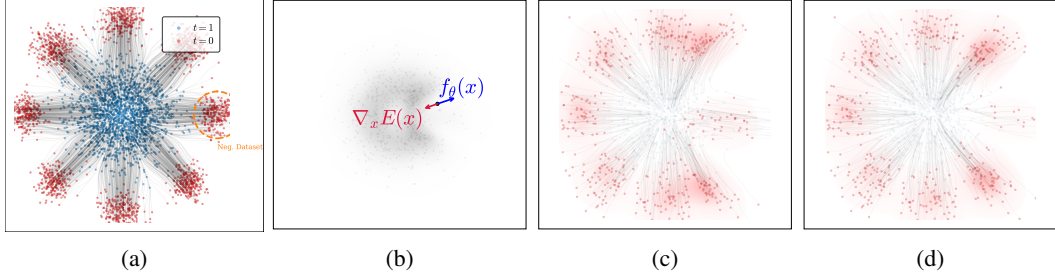 t = 1
t = 0
Neg. Dataset
f_θ(x)
∇_x E(x)
(a)
(b)
(c)
(d)